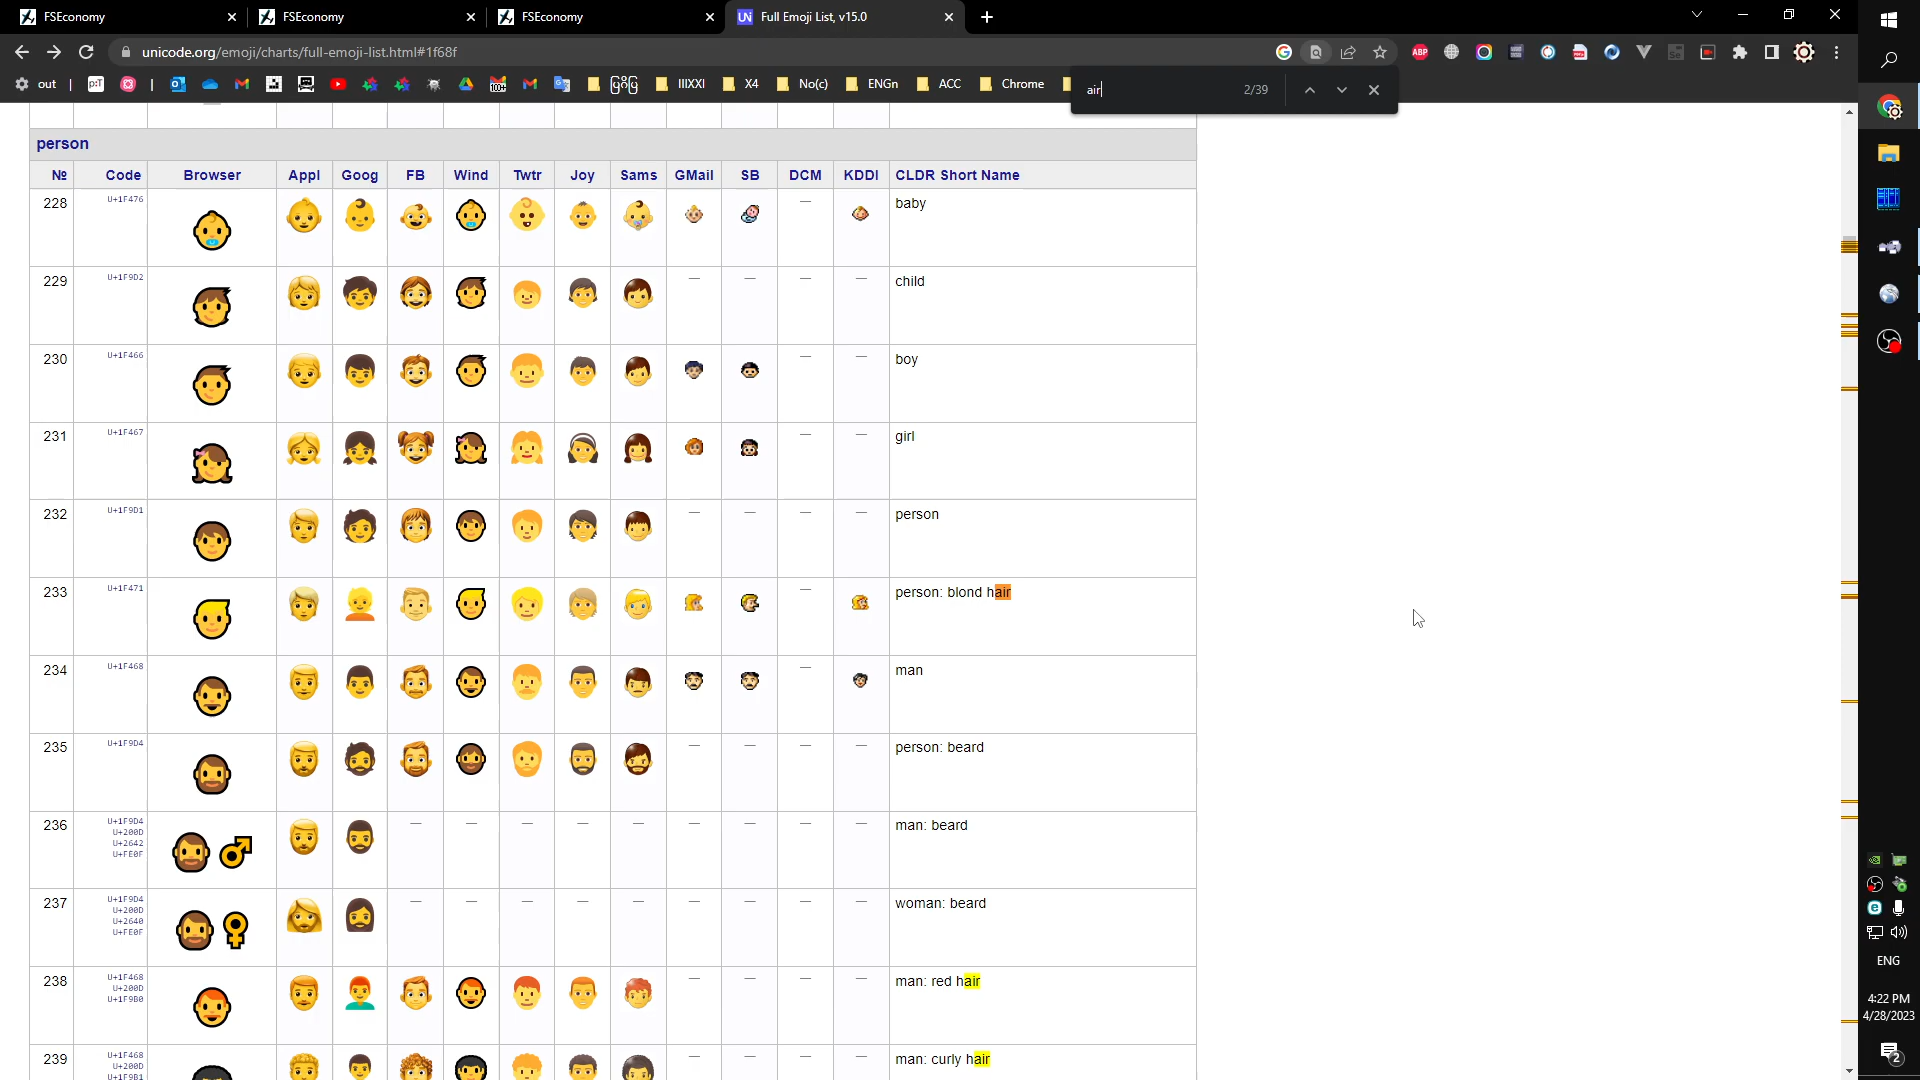 FSEconomy
FSEconomy
FSEconomy
Full Emoji List, v15.0
unicode.org/emoji/charts/full-emoji-list.html#1f68f
out
IIIXXI
X4
No(c)
ENGn
ACC
Chrome
air
2/39
person
№ Code Browser Appl Goog FB Wind Twtr Joy Sams GMail SB DCM KDDI CLDR Short Name
228 U+1F476 — baby
229 U+1F9D2 — — — — child
230 U+1F466 — — boy
231 U+1F467 — — girl
232 U+1F9D1 — — — — person
233 U+1F471 — person: blond hair
234 U+1F468 — man
235 U+1F9D4 — — — — person: beard
236 U+1F9D4 — — — — — — — — — man: beard
U+200D
U+2642
U+FE0F
237 U+1F9D4 — — — — — — — — — woman: beard
U+200D
U+2640
U+FE0F
238 U+1F468 — — — — man: red hair
U+200D
U+1F9B0
239 U+1F468 — — — — man: curly hair
U+200D
U+1F9B1
ENG
4:22 PM
4/28/2023
2